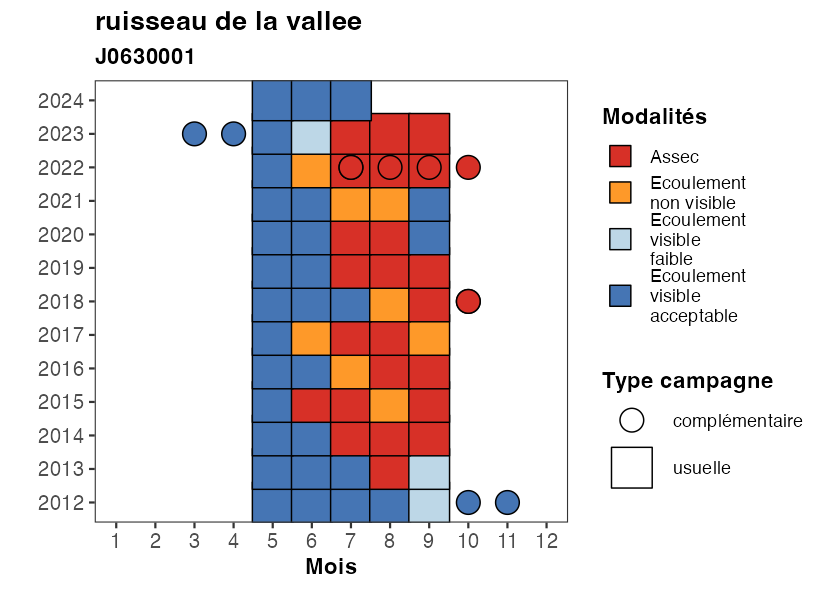 ruisseau de la vallee
J0630001
2024
2023
2022
2021
2020
2019
2018
2017
2016
2015
2014
2013
2012
1 2 3 4 5 6 7 8 9 10 11 12
Mois
Modalités
Assec
Ecoulement
non visible
Ecoulement
visible
faible
Ecoulement
visible
acceptable
Type campagne
complémentaire
usuelle